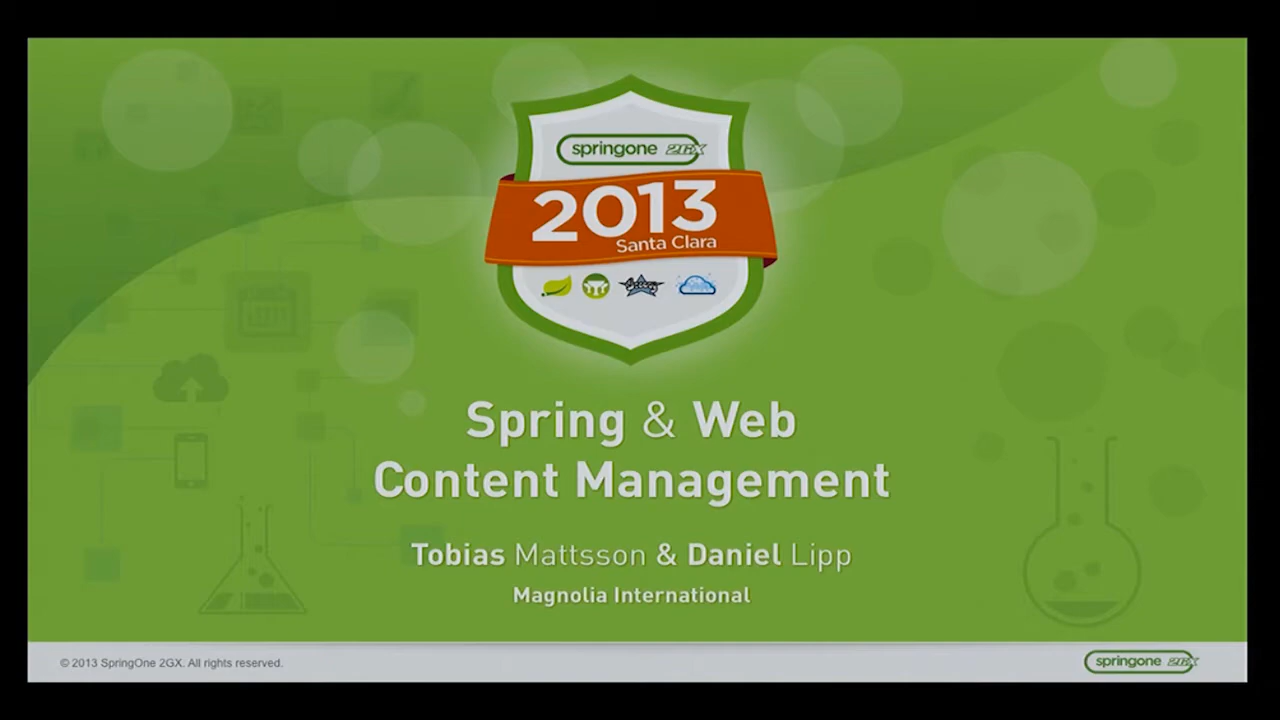 springone 2GX
2013
Santa Clara
Groovy
Spring & Web
Content Management
Tobias Mattsson & Daniel Lipp
Magnolia International
© 2013 SpringOne 2GX. All rights reserved.
springone 2GX